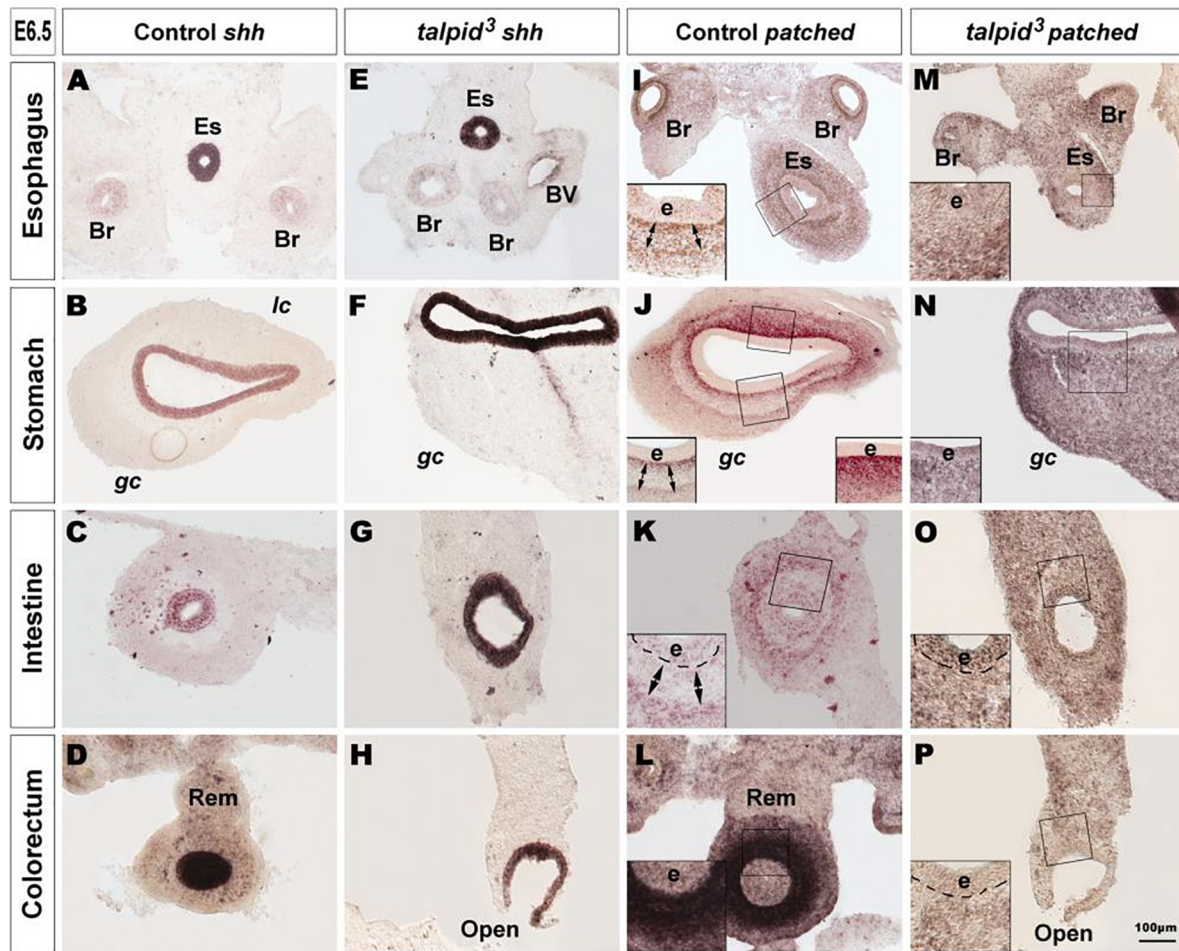 E6.5
Control shh
talpid³ shh
Control patched
talpid³ patched
Esophagus
A
Es
Br
Br
E
Es
Br
Br
BV
I
Br
Br
Es
e
M
Br
Br
Es
e
Stomach
B
lc
gc
F
gc
J
e
gc
e
N
gc
e
Intestine
C
G
K
e
O
e
Colorectum
D
Rem
H
Open
L
Rem
e
P
e
Open
100µm